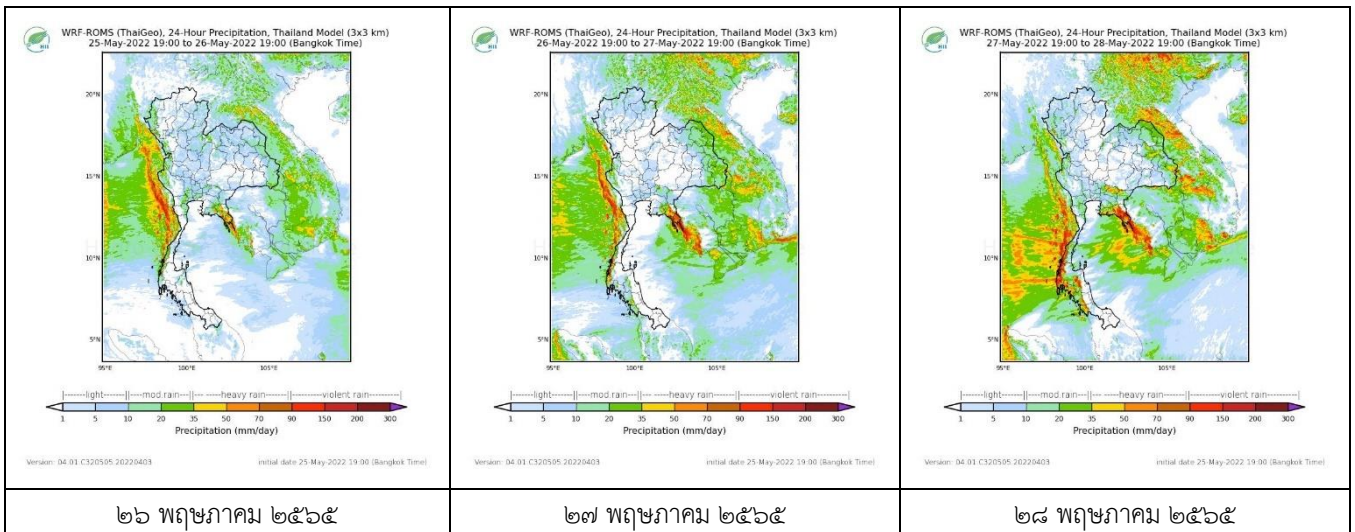 WRF-ROMS (ThaiGeo), 24-Hour Precipitation, Thailand Model (3x3 km)
25-May-2022 19:00 to 26-May-2022 19:00 (Bangkok Time)
20°N
15°N
10°N
5°N
95°E 100°E 105°E
|------light------||---mod.rain---||--- ------heavy rain------||------violent rain------|
1 5 10 20 35 50 70 90 150 200 300
Precipitation (mm/day)
Version: 04.01.C320505.20220403 initial date 25-May-2022 19:00 (Bangkok Time)
๒๖ พฤษภาคม ๒๕๖๕
WRF-ROMS (ThaiGeo), 24-Hour Precipitation, Thailand Model (3x3 km)
26-May-2022 19:00 to 27-May-2022 19:00 (Bangkok Time)
20°N
15°N
10°N
5°N
95°E 100°E 105°E
|------light------||---mod.rain---||--- ------heavy rain------||------violent rain------|
1 5 10 20 35 50 70 90 150 200 300
Precipitation (mm/day)
Version: 04.01.C320505.20220403 initial date 25-May-2022 19:00 (Bangkok Time)
๒๗ พฤษภาคม ๒๕๖๕
WRF-ROMS (ThaiGeo), 24-Hour Precipitation, Thailand Model (3x3 km)
27-May-2022 19:00 to 28-May-2022 19:00 (Bangkok Time)
20°N
15°N
10°N
5°N
95°E 100°E 105°E
|------light------||---mod.rain---||--- ------heavy rain------||------violent rain------|
1 5 10 20 35 50 70 90 150 200 300
Precipitation (mm/day)
Version: 04.01.C320505.20220403 initial date 25-May-2022 19:00 (Bangkok Time)
๒๘ พฤษภาคม ๒๕๖๕